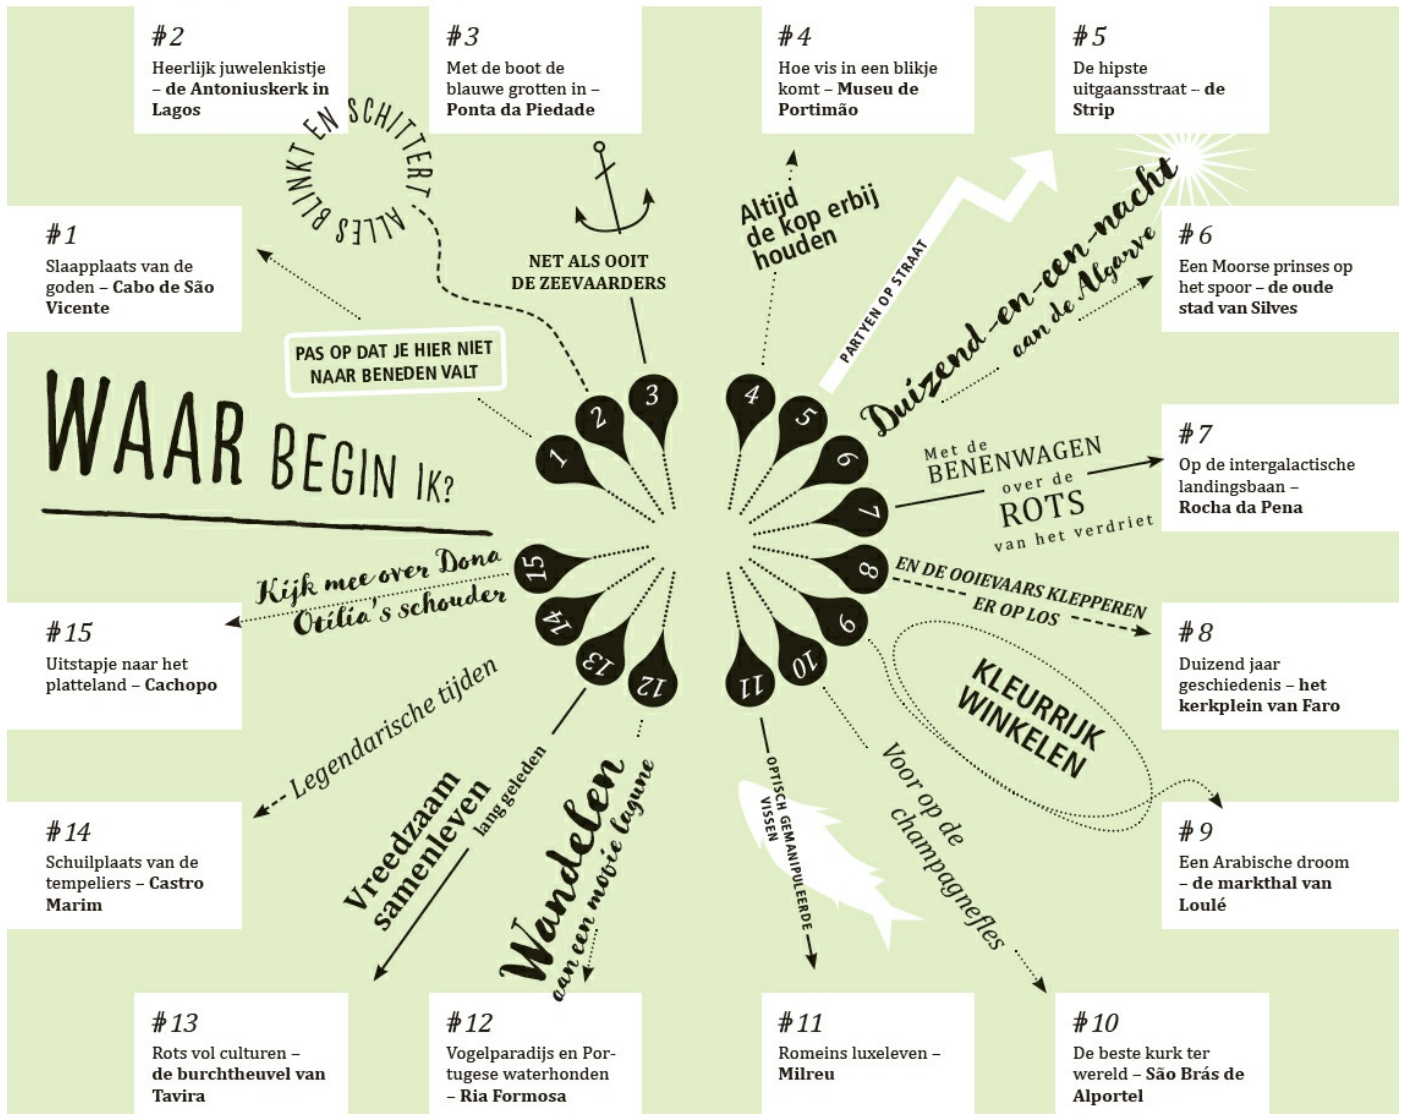 #2
Heerlijk juwelenkistje
– de Antoniuskerk in
Lagos
#3
Met de boot de
blauwe grotten in –
Ponta da Piedade
#4
Hoe vis in een blikje
komt – Museu de
Portimão
#5
De hipste
uitgaansstraat – de
Strip
#1
Slaapplaats van de
goden – Cabo de São
Vicente
ALLES BLINKT EN SCHITTERT
NET ALS OOIT
DE ZEEVAARDERS
Altijd
de kop erbij
houden
PARTYEN OP STRAAT
Duizend-en-een-nacht
aan de Algarve
#6
Een Moorse prinses op
het spoor – de oude
stad van Silves
PAS OP DAT JE HIER NIET
NAAR BENEDEN VALT
WAAR BEGIN IK?
1
2
3
4
5
6
7
8
9
10
11
12
13
14
15
Met de
BENENWAGEN
over de
ROTS
van het verdriet
#7
Op de intergalactische
landingsbaan –
Rocha da Pena
EN DE OOIEVAARS KLEPPEREN
ER OP LOS
#8
Duizend jaar
geschiedenis – het
kerkplein van Faro
Kijk mee over Dona
Otilia's schouder
#15
Uitstapje naar het
platteland – Cachopo
KLEURRIJK
WINKELEN
#9
Een Arabische droom
– de markthal van
Loulé
Legendarische tijden
#14
Schuilplaats van de
tempeliers – Castro
Marim
Vreedzaam
samenleven
lang geleden
Wandelen
aan een mooie lagune
OPTISCH GEMANIPULEERDE
VISSEN
Voor op de
champagnefles
#13
Rots vol culturen –
de burchtheuvel van
Tavira
#12
Vogelparadijs en Por-
tugese waterhonden
– Ria Formosa
#11
Romeins luxeleven –
Milreu
#10
De beste kurk ter
wereld – São Brás de
Alportel